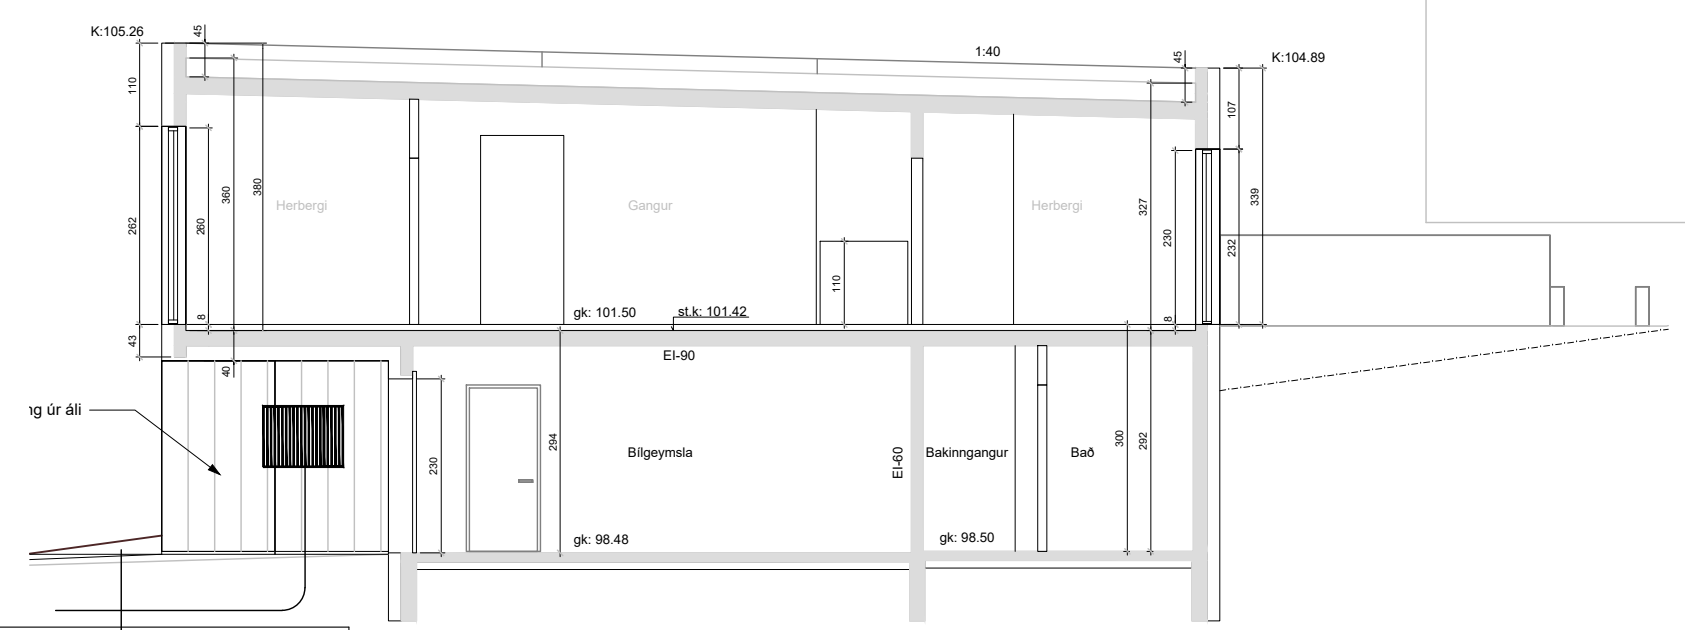 K:105.26
45
1:40
45
K:104.89
110
107
262
260
360
380
Herbergi
Gangur
Herbergi
327
230
232
339
110
8
gk: 101.50
st.k: 101.42
8
43
40
EI-90
ng úr áli
230
294
Bílgeymsla
EI-60
Bakinngangur
Bað
300
292
gk: 98.48
gk: 98.50